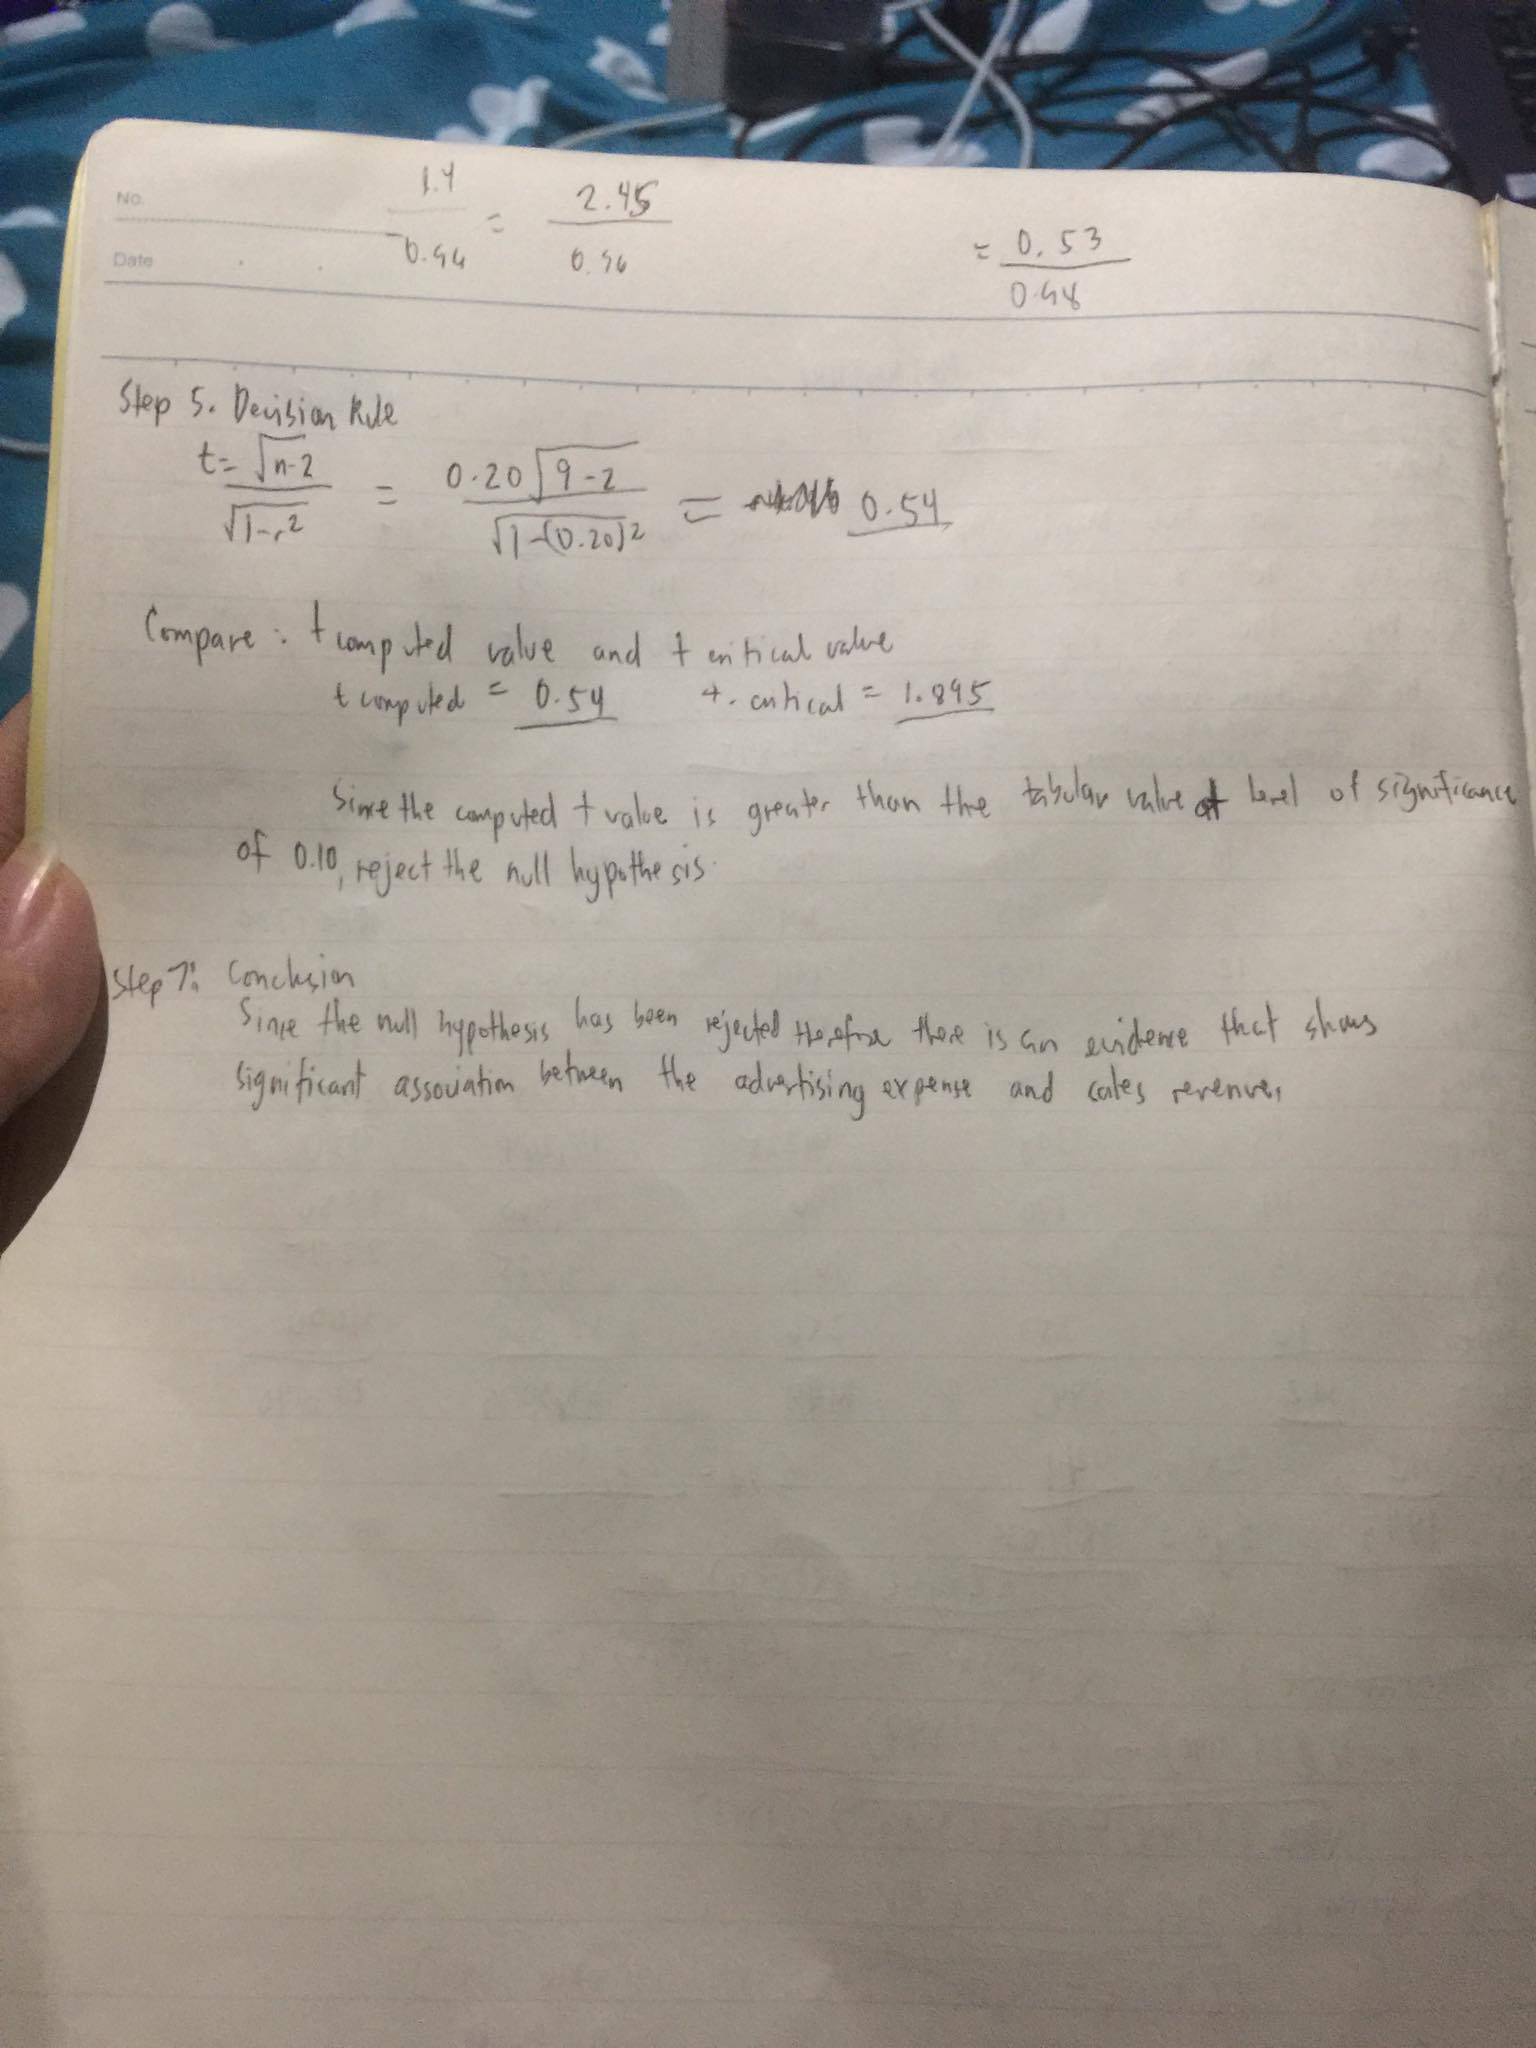 No.
Date
1.4 = 2.45
0.96 0.96
= 0.53
0.98
Step 5. Decision Rule
t= √n-2 = 0.20√9-2 = 0.54
√1-r² √1-(0.20)²
Compare: t computed value and t critical value
t computed = 0.54 t. critical = 1.895
Since the computed t value is greater than the tabular value at level of significance
of 0.10, reject the null hypothesis.
Step 7: Conclusion
Since the null hypothesis has been rejected therefore there is an evidence that shows
significant association between the advertising expense and sales revenue.